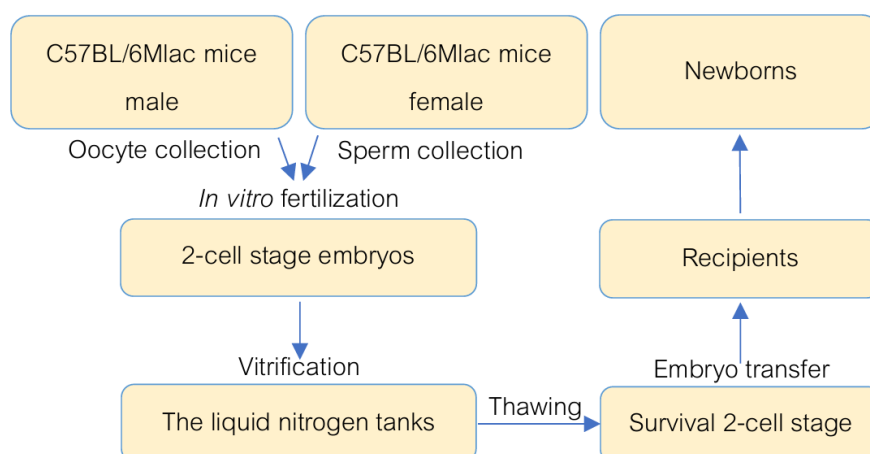 C57BL/6Mlac mice
male
C57BL/6Mlac mice
female
Newborns
Oocyte collection
Sperm collection
In vitro fertilization
2-cell stage embryos
Recipients
Vitrification
Embryo transfer
The liquid nitrogen tanks
Thawing
Survival 2-cell stage